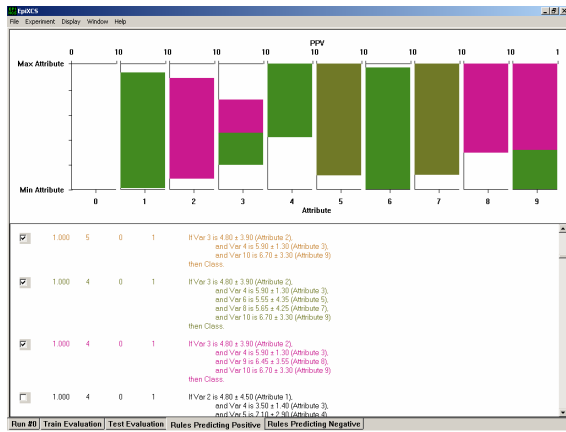 EpiXCS
File Experiment Display Window Help
PPV
0 10 10 10 10 10 10 10 10 10 1
Max Attribute
Min Attribute
0 1 2 3 4 5 6 7 8 9
Attribute
1.000 5 0 1 If Var 3 is 4.80 ± 3.90 (Attribute 2),
and Var 4 is 5.90 ± 1.30 (Attribute 3),
and Var 10 is 6.70 ± 3.30 (Attribute 9)
then Class.
1.000 4 0 1 If Var 3 is 4.80 ± 3.90 (Attribute 2),
and Var 4 is 5.90 ± 1.30 (Attribute 3),
and Var 6 is 5.55 ± 4.35 (Attribute 5),
and Var 8 is 5.65 ± 4.25 (Attribute 7),
and Var 10 is 6.70 ± 3.30 (Attribute 9)
then Class.
1.000 4 0 1 If Var 3 is 4.80 ± 3.90 (Attribute 2),
and Var 4 is 5.90 ± 1.30 (Attribute 3),
and Var 9 is 6.45 ± 3.55 (Attribute 8),
and Var 10 is 6.70 ± 3.30 (Attribute 9)
then Class.
1.000 4 0 1 If Var 2 is 4.80 ± 4.50 (Attribute 1),
and Var 4 is 3.50 ± 1.40 (Attribute 3),
and Var 5 is 7.10 ± 2.90 (Attribute 4)
Run #0 Train Evaluation Test Evaluation Rules Predicting Positive Rules Predicting Negative